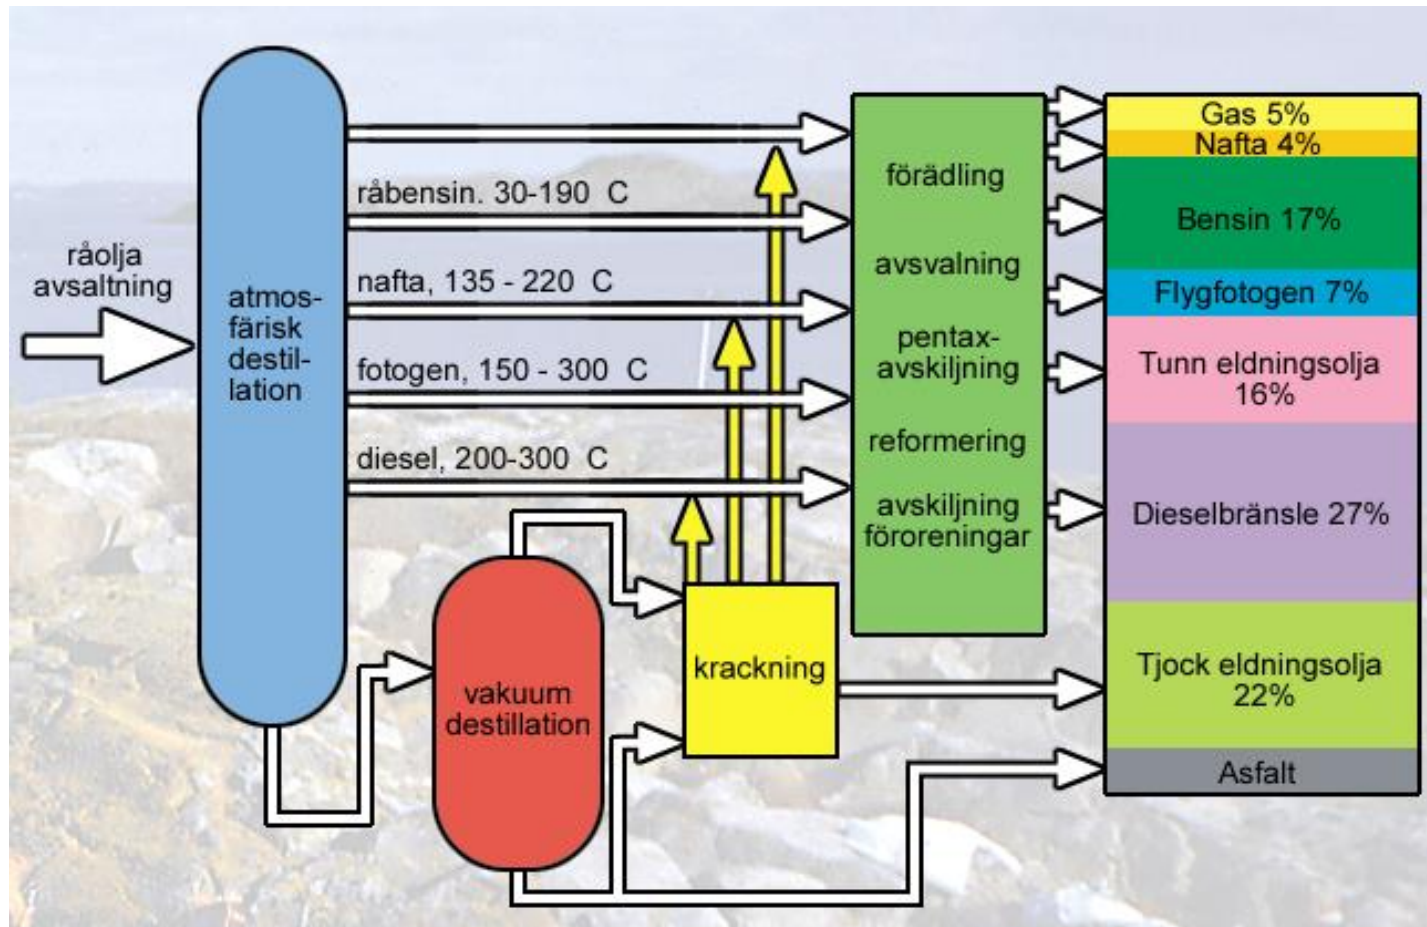 råolja
avsaltning
atmos-
färisk
destil-
lation
råbensin. 30-190 C
nafta, 135 - 220 C
fotogen, 150 - 300 C
diesel, 200-300 C
vakuum
destillation
krackning
förädling
avsvalning
pentax-
avskiljning
reformering
avskiljning
föroreningar
Gas 5%
Nafta 4%
Bensin 17%
Flygfotogen 7%
Tunn eldningsolja
16%
Dieselbränsle 27%
Tjock eldningsolja
22%
Asfalt